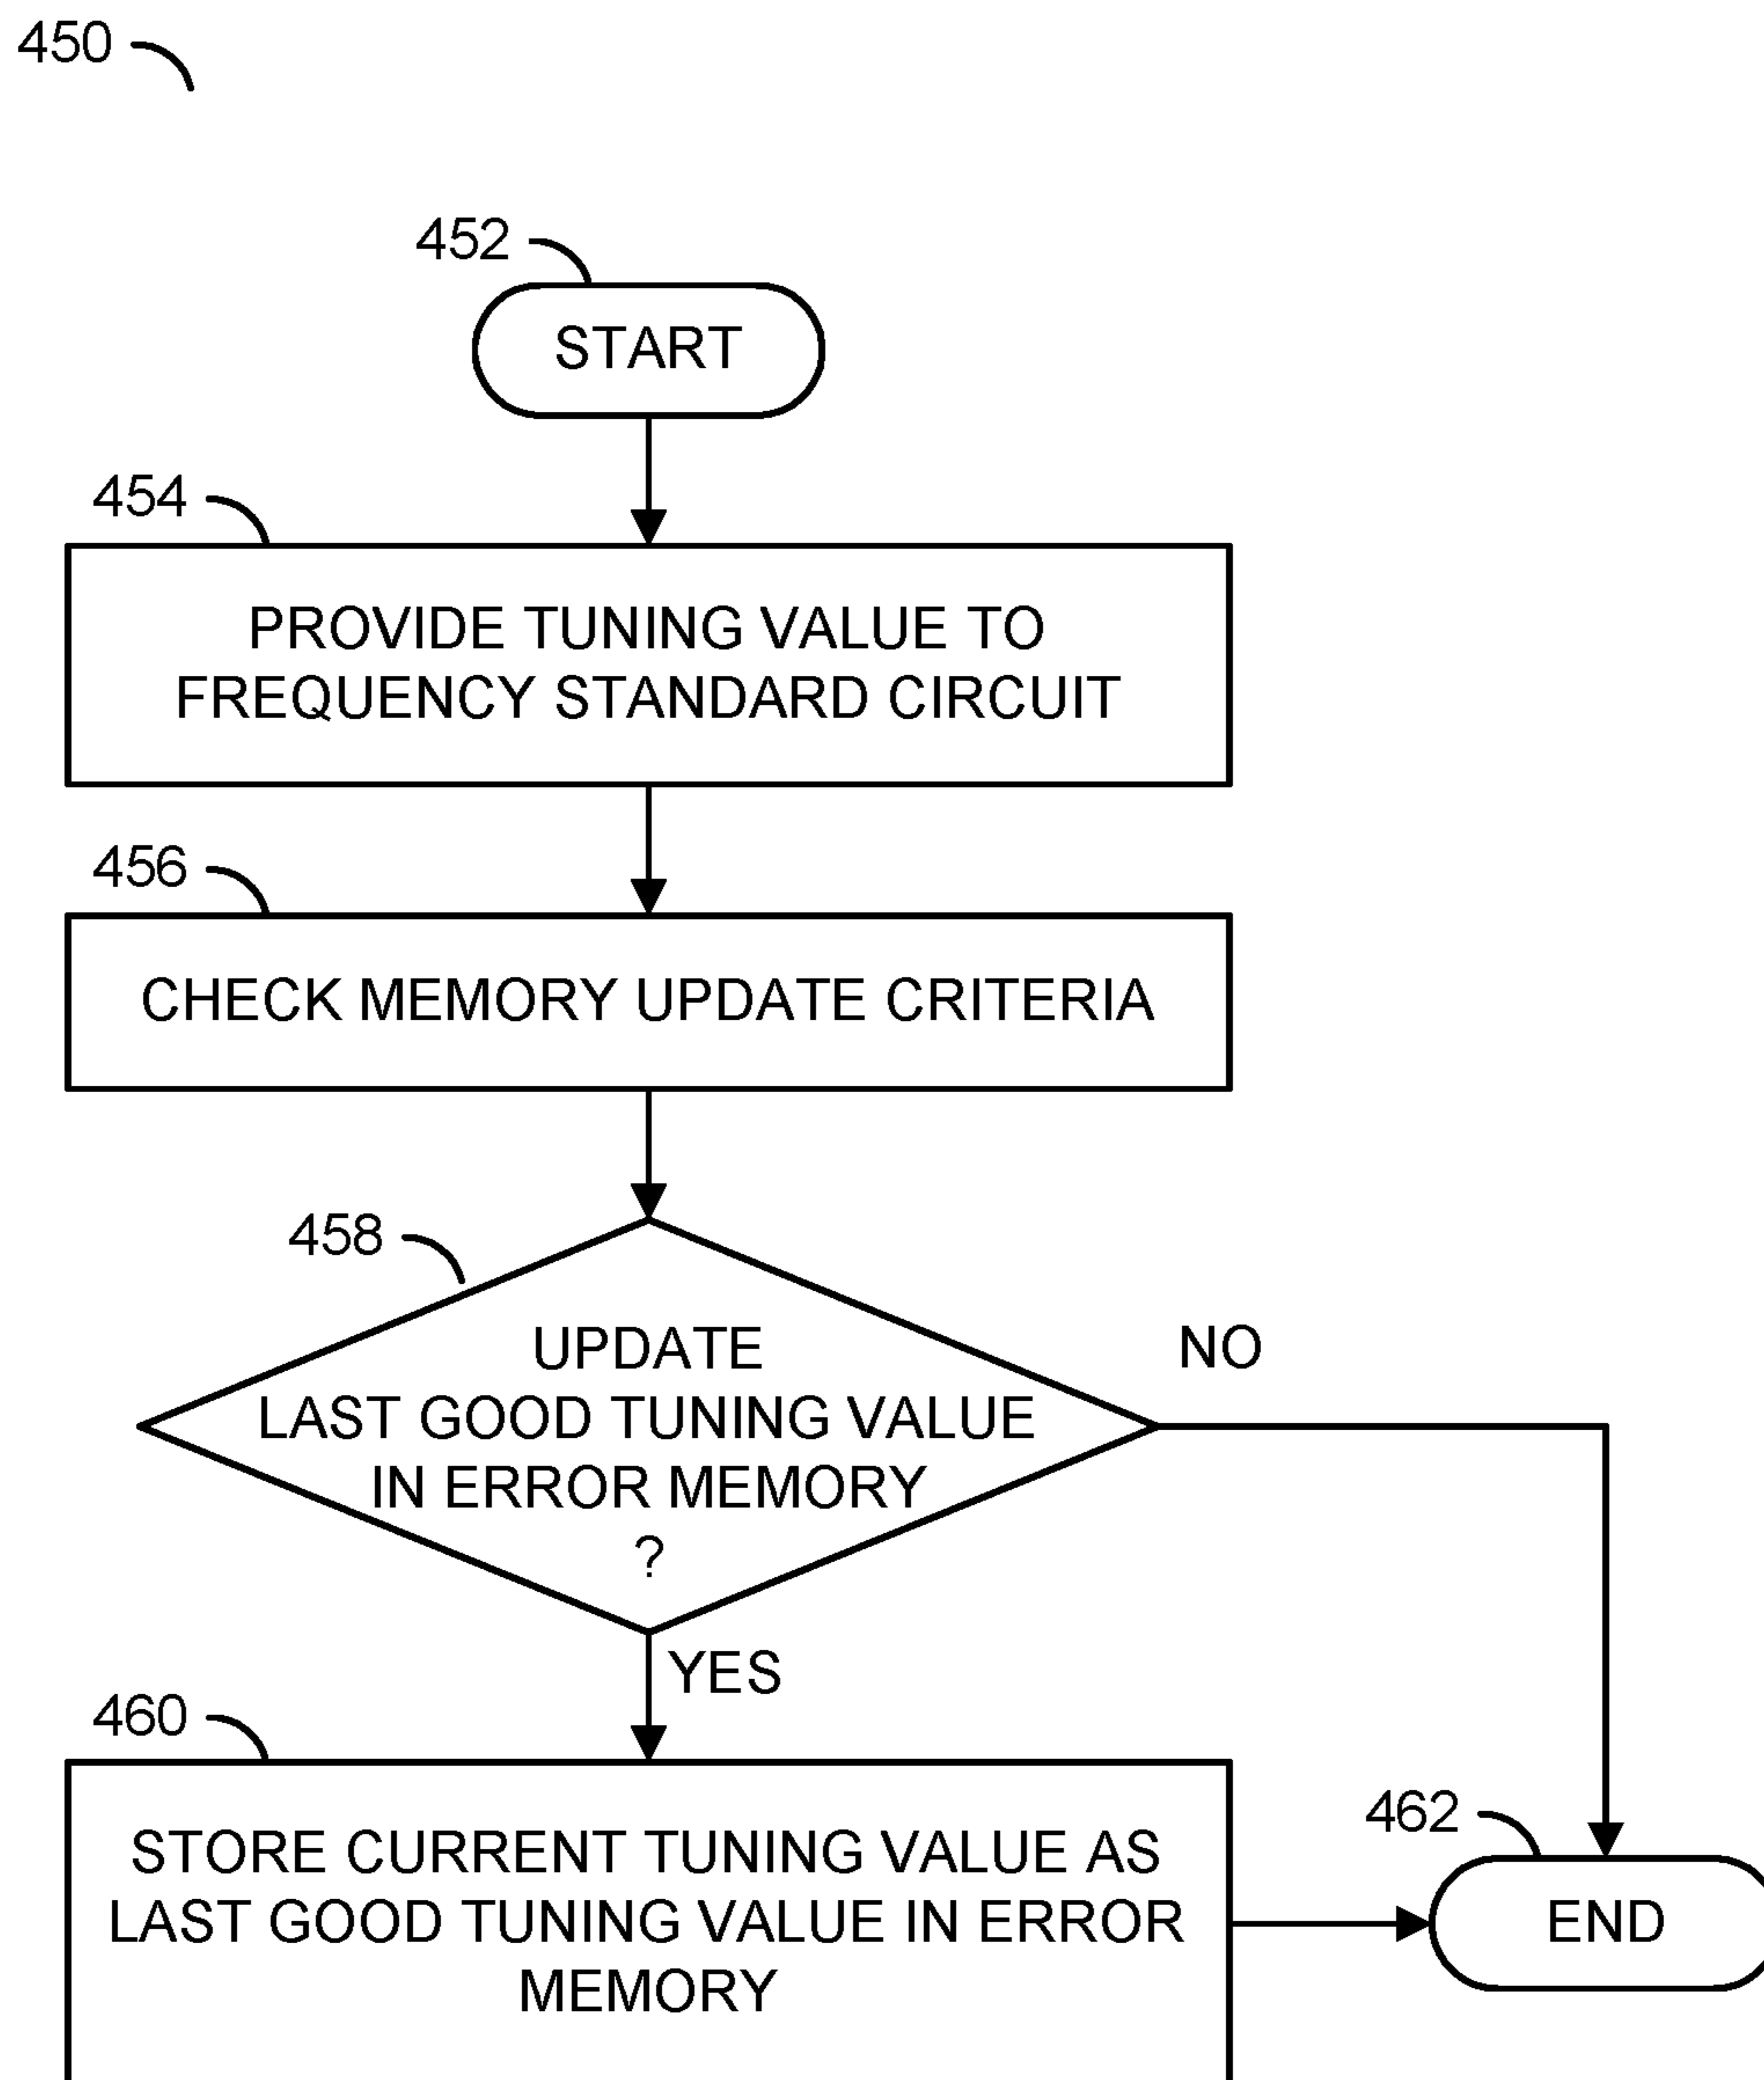 450
452
START
454
PROVIDE TUNING VALUE TO
FREQUENCY STANDARD CIRCUIT
456
CHECK MEMORY UPDATE CRITERIA
458
UPDATE
LAST GOOD TUNING VALUE
IN ERROR MEMORY
?
NO
YES
460
STORE CURRENT TUNING VALUE AS
LAST GOOD TUNING VALUE IN ERROR
MEMORY
462
END